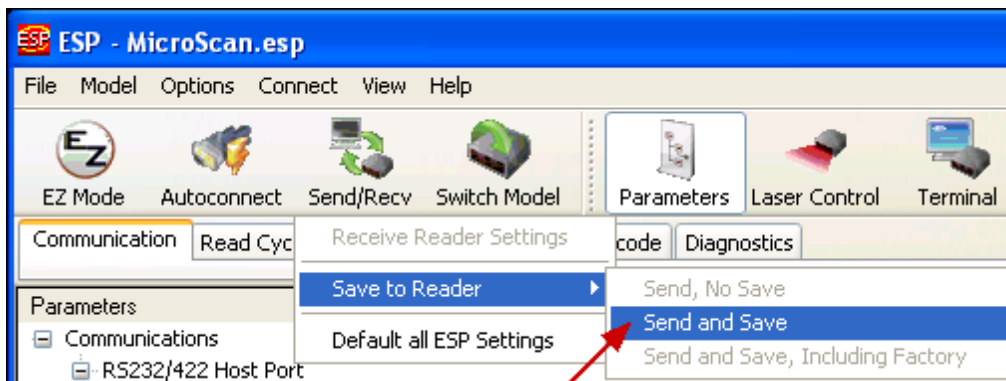 ESP ESP - MicroScan.esp
File Model Options Connect View Help
EZ
EZ Mode Autoconnect Send/Recv Switch Model Parameters Laser Control Terminal
Communication Read Cyc Receive Reader Settings code Diagnostics
Save to Reader Send, No Save
Parameters
Send and Save
Communications Default all ESP Settings
Send and Save, Including Factory
RS232/422 Host Port